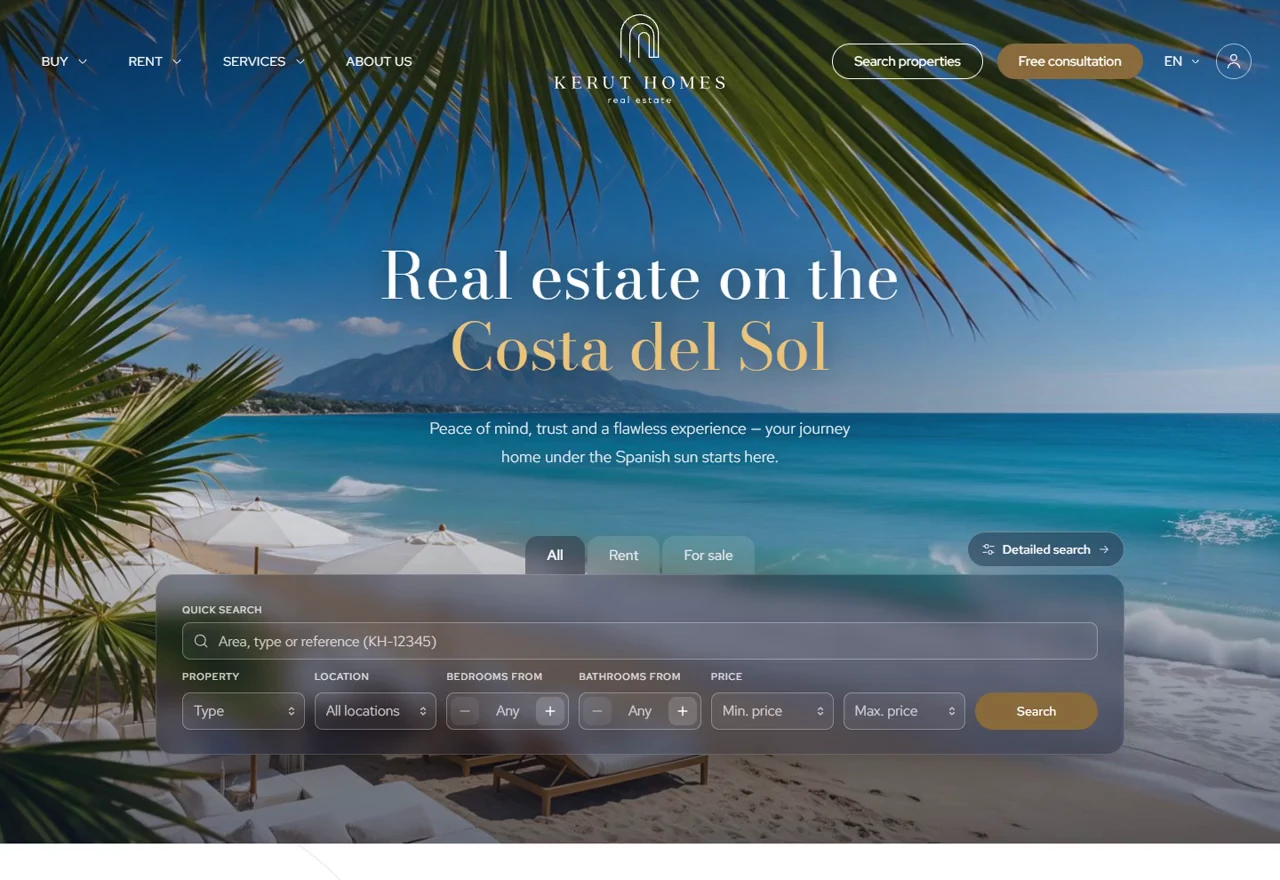 BUY
RENT
SERVICES
ABOUT US
KERUT HOMES
real estate
Search properties
Free consultation
EN
Real estate on the
Costa del Sol
Peace of mind, trust and a flawless experience – your journey
home under the Spanish sun starts here.
All
Rent
For sale
Detailed search
QUICK SEARCH
Area, type or reference (KH-12345)
PROPERTY
LOCATION
BEDROOMS FROM
BATHROOMS FROM
PRICE
Type
All locations
− Any +
− Any +
Min. price
Max. price
Search